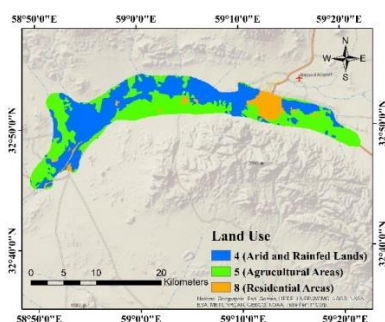 58°50'0"E 59°0'0"E 59°10'0"E 59°20'0"E
N
W E
S
32°50'0"N 32°50'0"N
32°40'0"N 32°40'0"N
Land Use
4 (Arid and Rainfed Lands)
5 (Agrucultural Areas)
8 (Residential Areas)
0 5 10 20
Kilometers
58°50'0"E 59°0'0"E 59°10'0"E 59°20'0"E